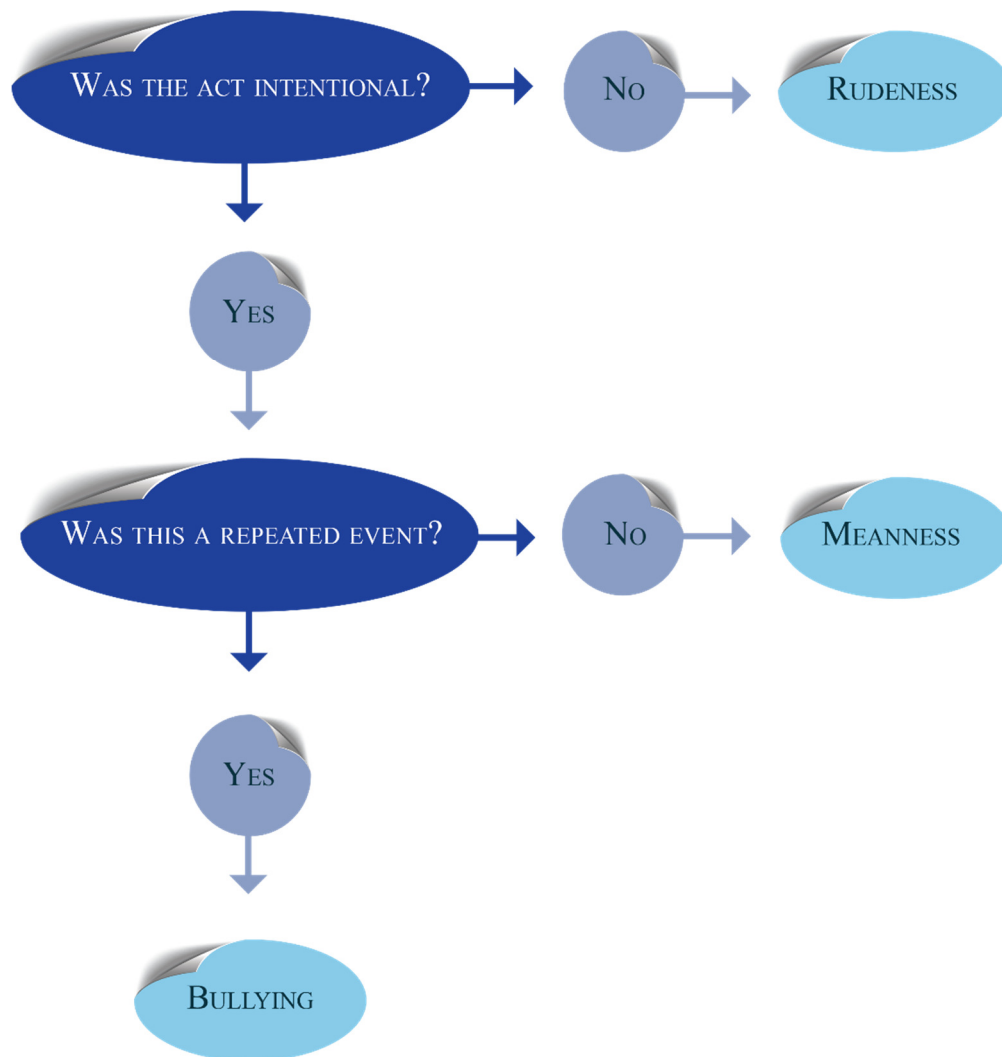 WAS THE ACT INTENTIONAL?
NO
RUDENESS
YES
WAS THIS A REPEATED EVENT?
NO
MEANNESS
YES
BULLYING